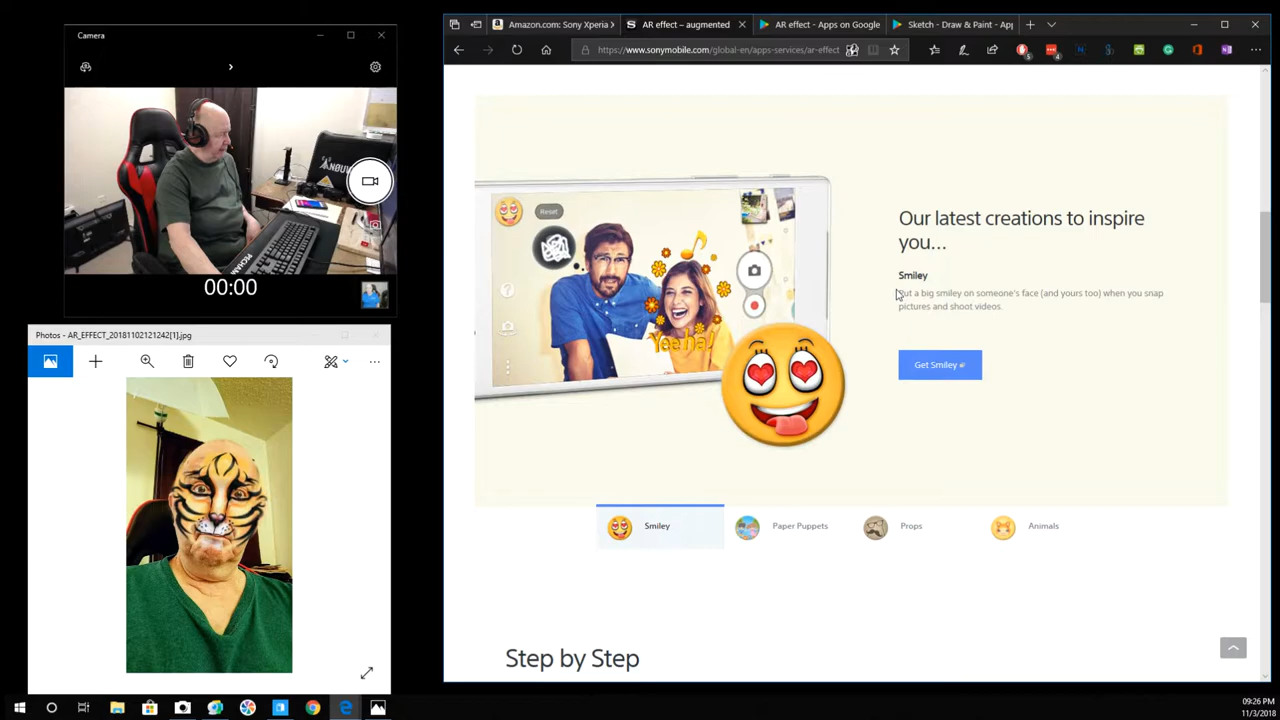 Camera
00:00
Photos - AR_EFFECT_20181102121242[1].jpg
Amazon.com: Sony Xperia
AR effect – augmented
AR effect - Apps on Google
Sketch - Draw & Paint - App
https://www.sonymobile.com/global-en/apps-services/ar-effect
Reset
Yeeha!
Our latest creations to inspire
you...
Smiley
Put a big smiley on someone's face (and yours too) when you snap
pictures and shoot videos.
Get Smiley
Smiley
Paper Puppets
Props
Animals
Step by Step
09:26 PM
11/3/2018